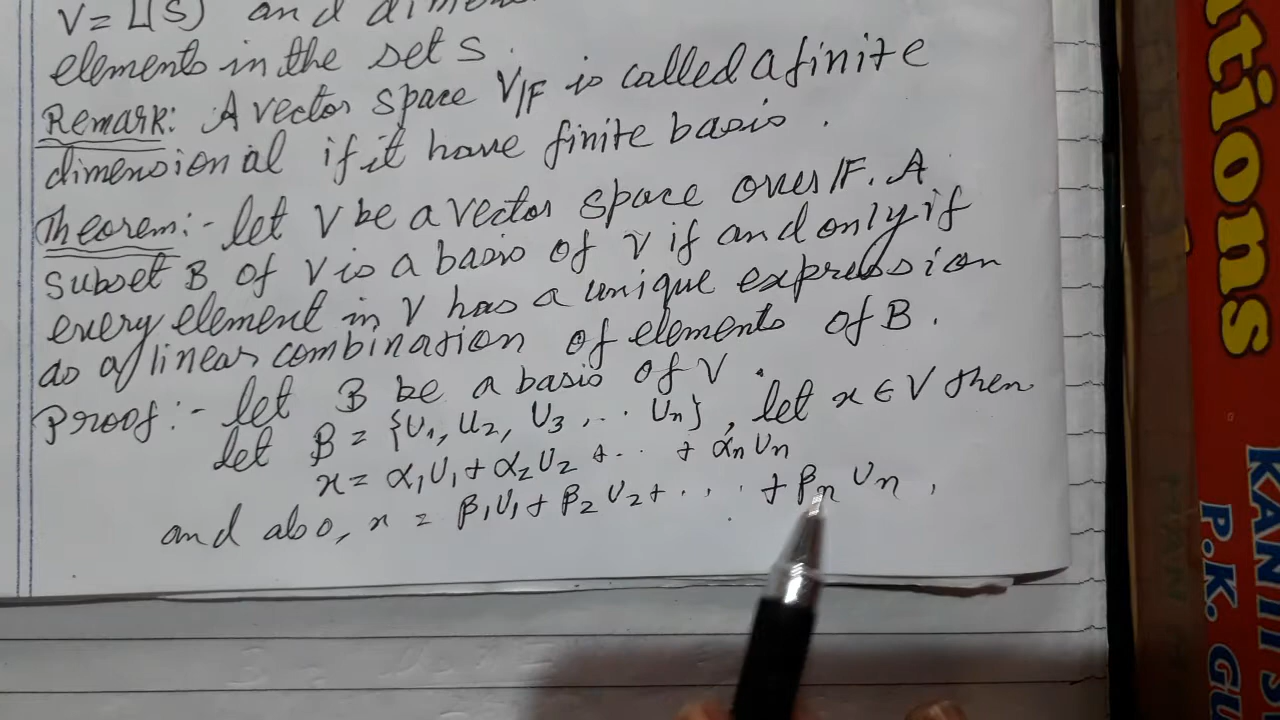 V = L(S) and
elements in the set S.
Remark: A vector space V/F is called a finite
dimensional if it have finite basis.
Theorem:- let V be a vector space over F. A
subset B of V is a basis of V if and only if
every element in V has a unique expression
as a linear combination of elements of B.
Proof:- let B be a basis of V.
let B = {U₁, U₂, U₃, ... Uₙ}, let x ∈ V then
x = α₁U₁ + α₂U₂ + ... + αₙUₙ
and also, x = β₁U₁ + β₂U₂ + ... + βₙUₙ,
P.K.